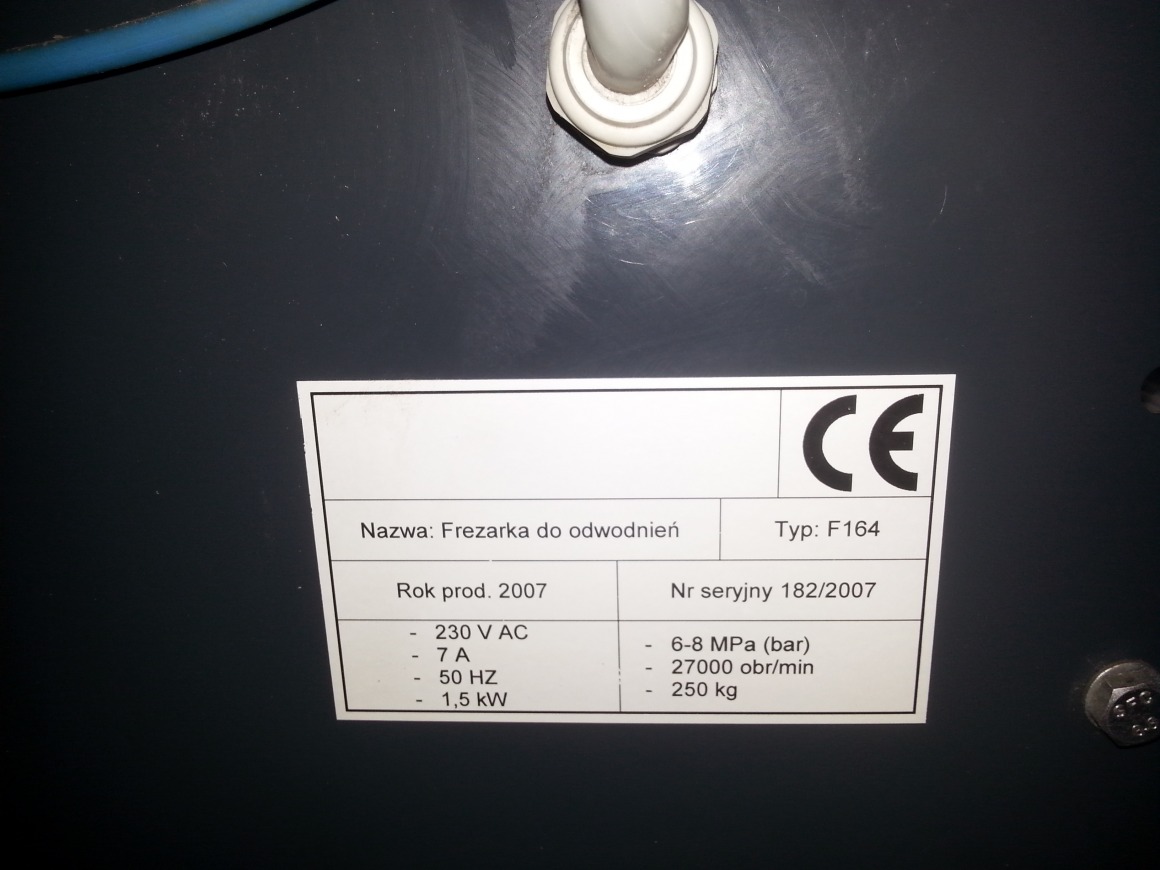 CE
Nazwa: Frezarka do odwodnień
Typ: F164
Rok prod. 2007
Nr seryjny 182/2007
- 230 V AC
- 7 A
- 50 HZ
- 1,5 kW
- 6-8 MPa (bar)
- 27000 obr/min
- 250 kg